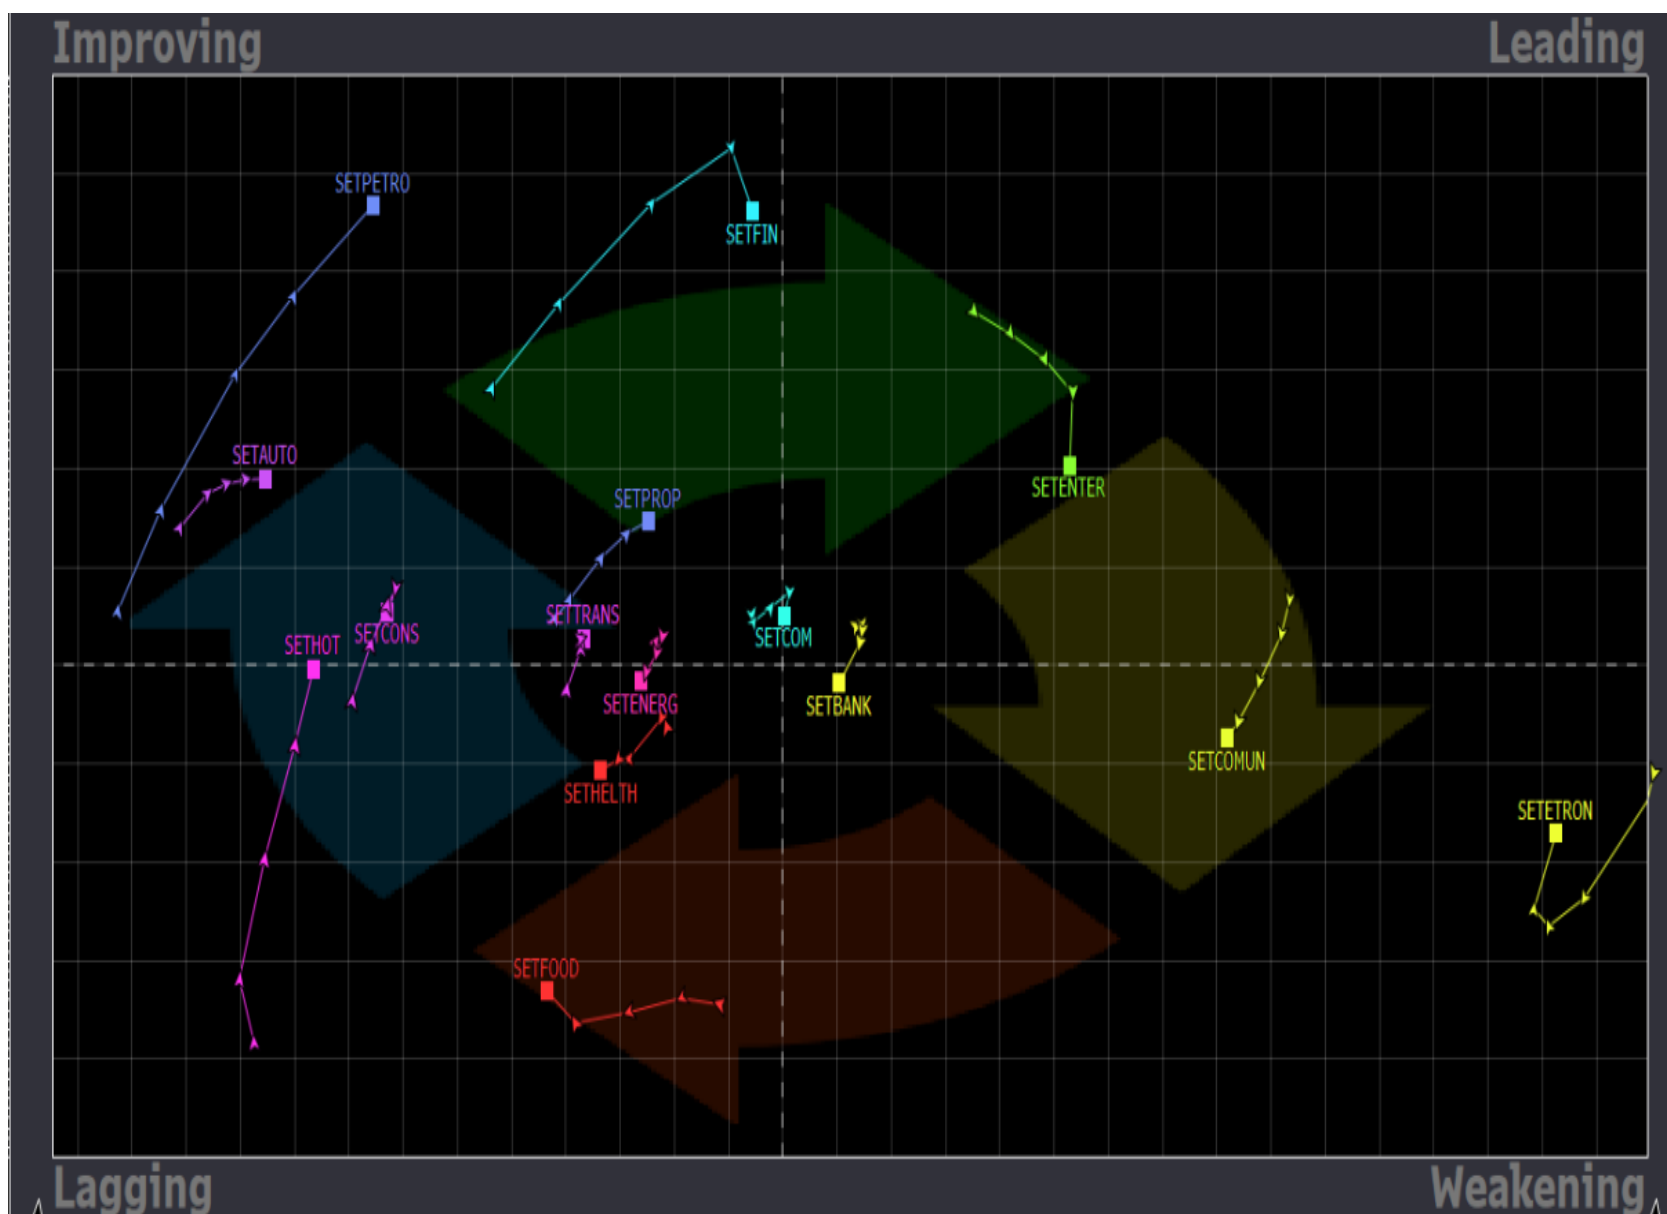 Improving
Leading
SETPETRO
SETFIN
SETAUTO
SETENTER
SETPROP
SETTRANS
SETCONS
SETHOT
SETCOM
SETENERG
SETBANK
SETCOMUN
SETHELTH
SETETRON
SETFOOD
Lagging
Weakening